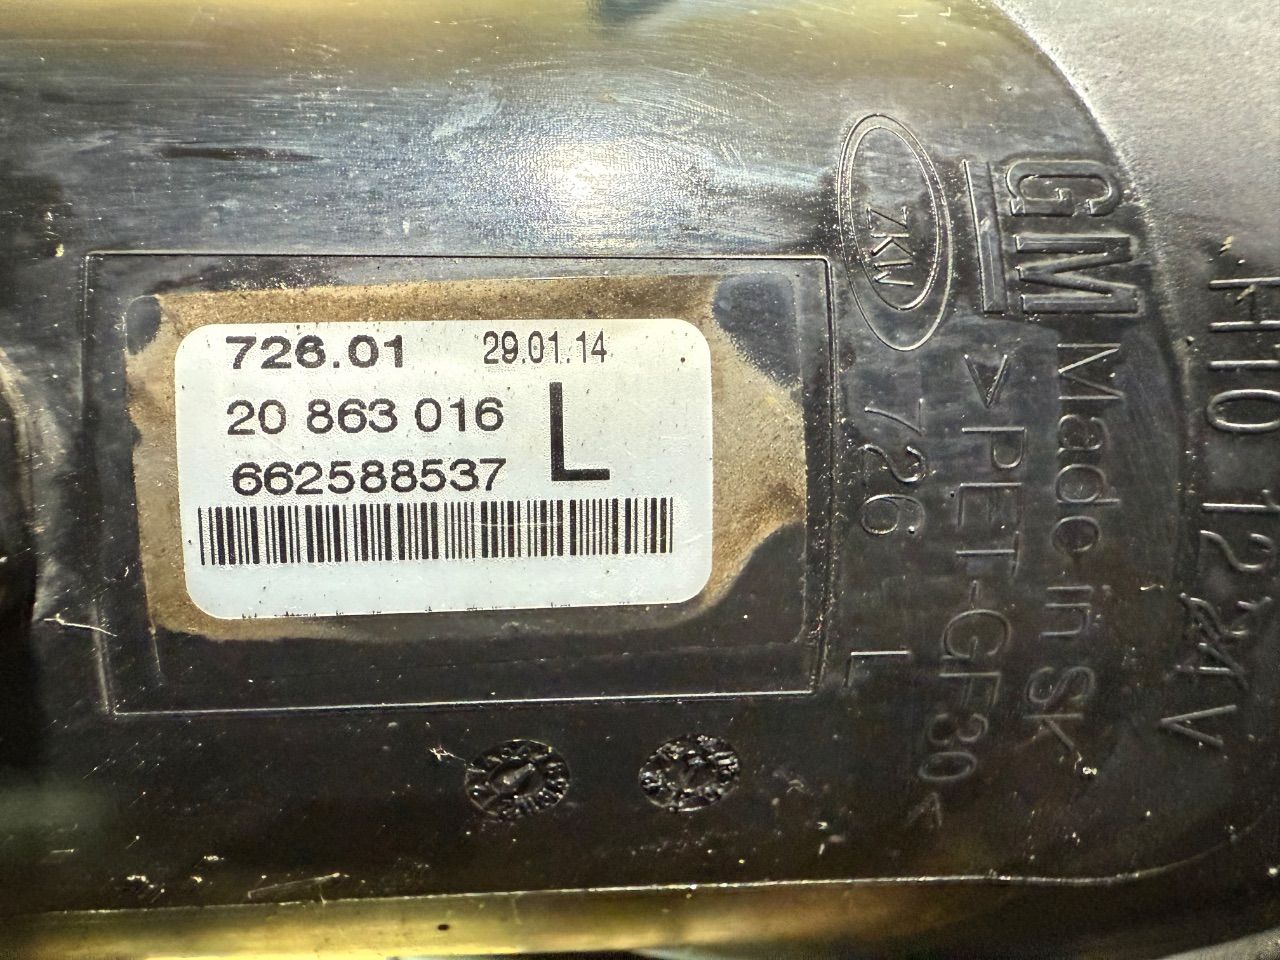 726.01 29.01.14
20 863 016 L
662588537
ZKW
GM
Made in SK
>PET-GF30<
726 L
H10 12V